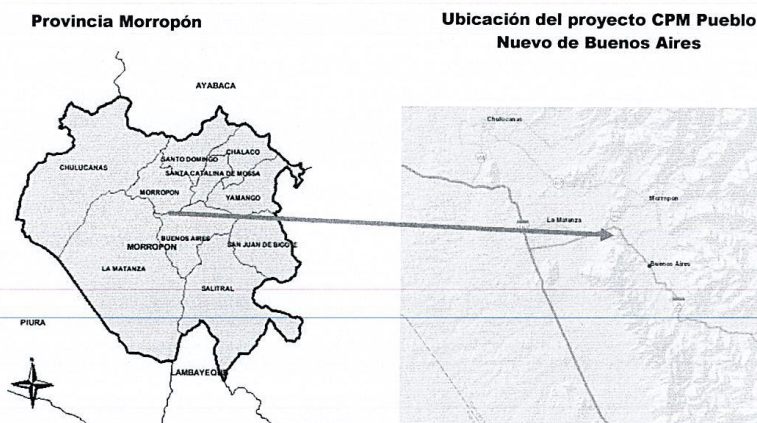 Provincia Morropón
Ubicación del proyecto CPM Pueblo
Nuevo de Buenos Aires
AYABACA
CHULUCANAS
SANTO DOMINGO
CHALACO
SANZA CATALINA DE MOSSA
MORROPON
YAMANGO
BUENOS AIRES
MORROPON
SAN JUAN DE BIGOTE
LA MATANZA
SALITRAL
PIURA
LAMBAYEQUE
Chulucanas
La Matanza
Morropon
Buenos Aires